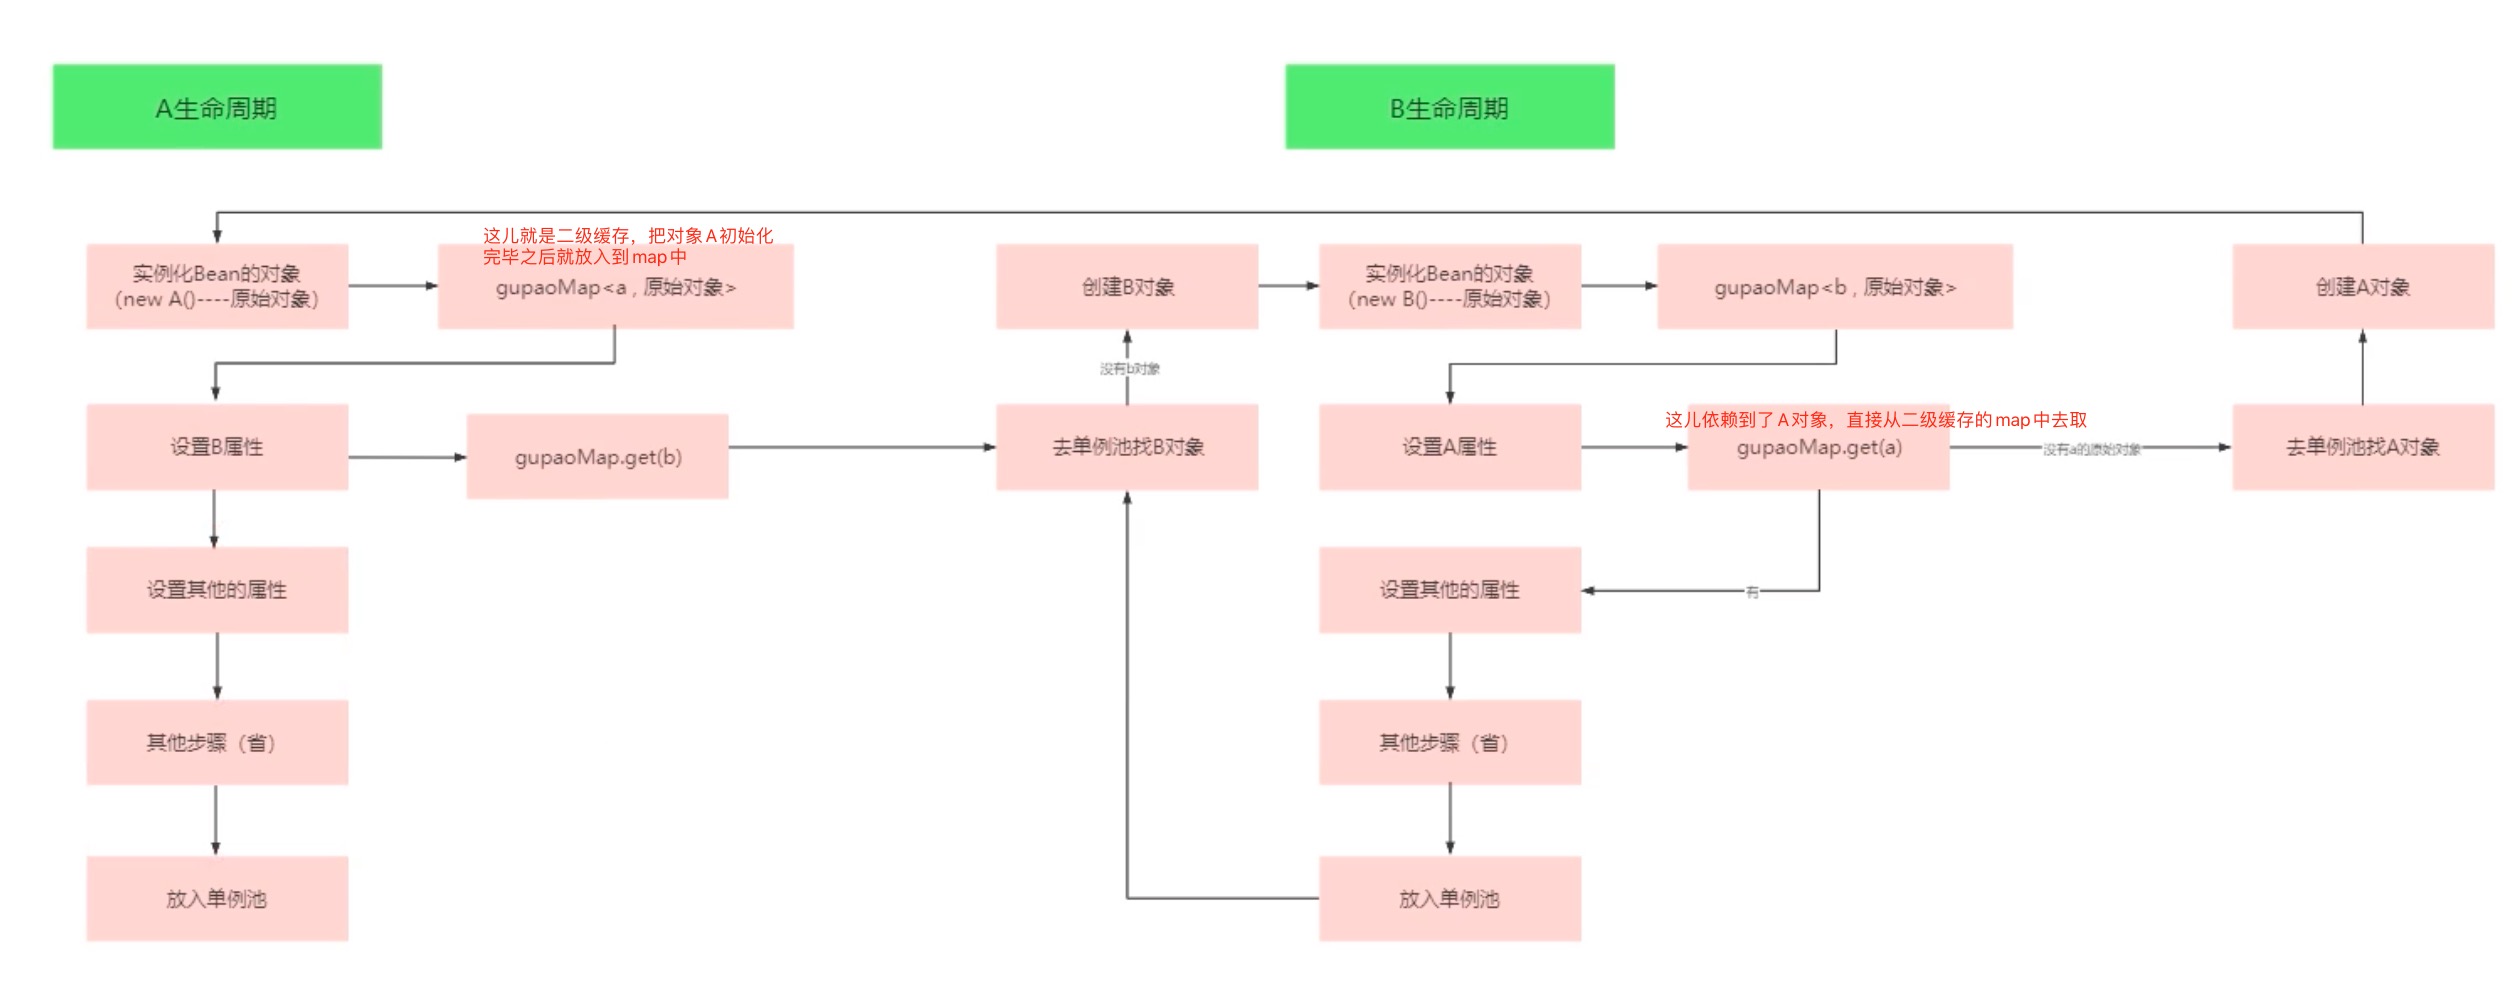 A生命周期
B生命周期
这儿就是二级缓存，把对象A初始化
完毕之后就放入到map中
实例化Bean的对象
（new A()----原始对象）
gupaoMap<a，原始对象>
创建B对象
实例化Bean的对象
（new B()----原始对象）
gupaoMap<b，原始对象>
创建A对象
没有b对象
设置B属性
gupaoMap.get(b)
去单例池找B对象
设置A属性
这儿依赖到了A对象，直接从二级缓存的map中去取
gupaoMap.get(a)
没有a的原始对象
去单例池找A对象
设置其他的属性
设置其他的属性
有
其他步骤（省）
其他步骤（省）
放入单例池
放入单例池